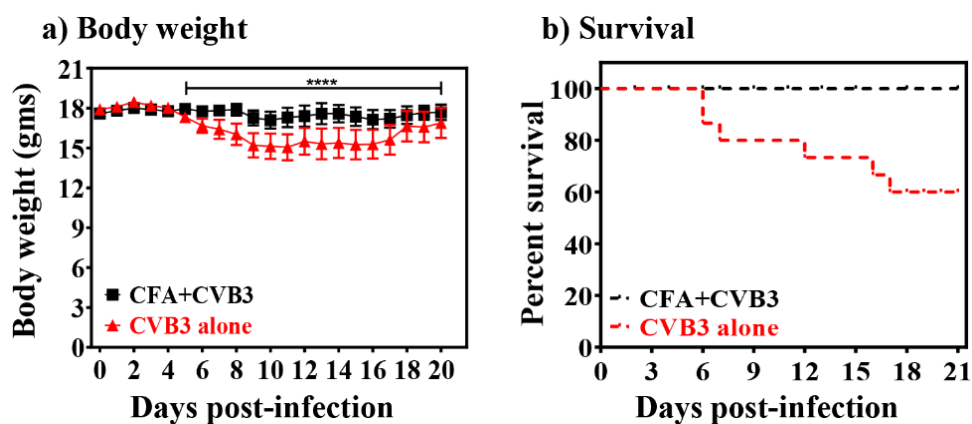 a) Body weight
****
Body weight (gms)
21
18
15
12
9
6
3
0
CFA+CVB3
CVB3 alone
0 2 4 6 8 10 12 14 16 18 20
Days post-infection
b) Survival
Percent survival
100
80
60
40
20
0
CFA+CVB3
CVB3 alone
0 3 6 9 12 15 18 21
Days post-infection